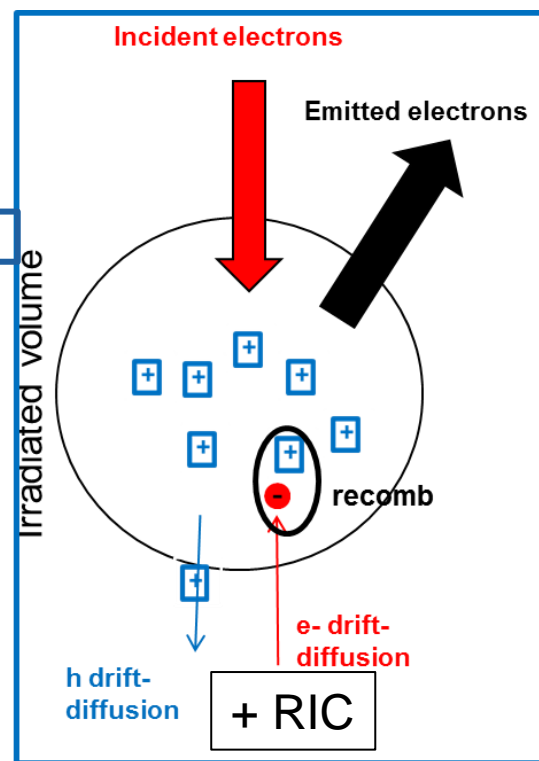 Incident electrons
Emitted electrons
Irradiated volume
+
+
+
+
+
+
+
-
recomb
+
e- drift-
diffusion
h drift-
diffusion
+ RIC